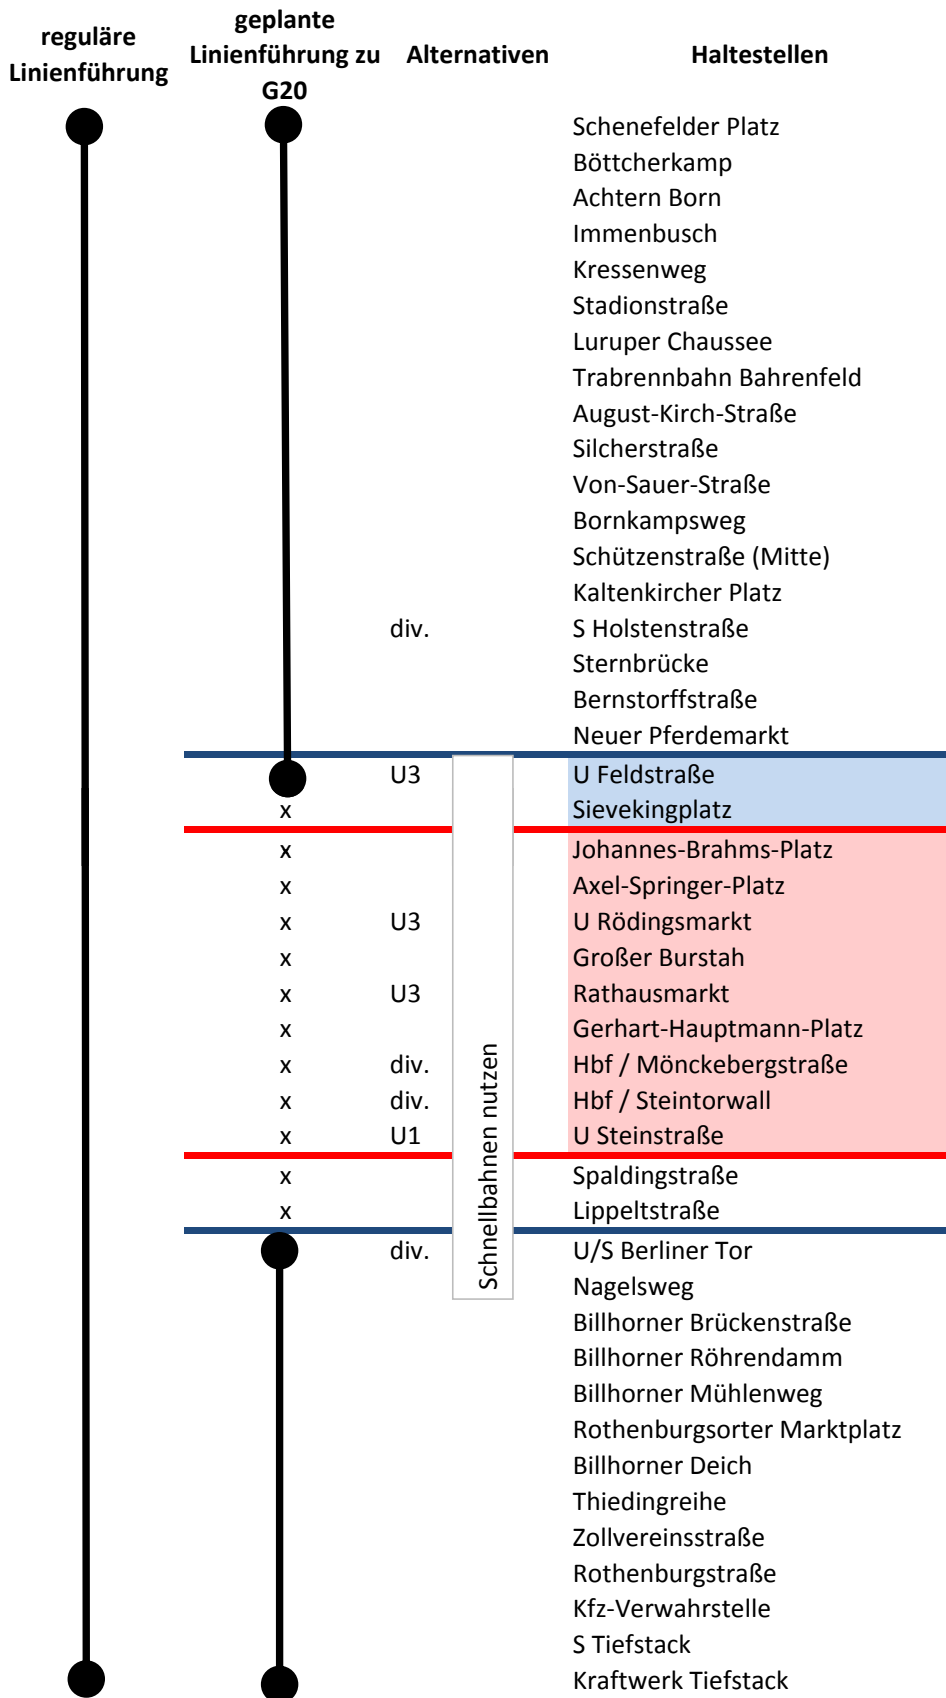 reguläre
Linienführung
geplante
Linienführung zu
G20
Alternativen
Haltestellen
Schenefelder Platz
Böttcherkamp
Achtern Born
Immenbusch
Kressenweg
Stadionstraße
Luruper Chaussee
Trabrennbahn Bahrenfeld
August-Kirch-Straße
Silcherstraße
Von-Sauer-Straße
Bornkampsweg
Schützenstraße (Mitte)
Kaltenkircher Platz
div. S Holstenstraße
Sternbrücke
Bernstorffstraße
Neuer Pferdemarkt
U3 U Feldstraße
x Sievekingplatz
x Johannes-Brahms-Platz
x Axel-Springer-Platz
x U3 U Rödingsmarkt
x Großer Burstah
x U3 Rathausmarkt
x Gerhart-Hauptmann-Platz
x div. Hbf / Mönckebergstraße
x div. Hbf / Steintorwall
x U1 U Steinstraße
x Spaldingstraße
x Lippeltstraße
div. U/S Berliner Tor
Nagelsweg
Billhorner Brückenstraße
Billhorner Röhrendamm
Billhorner Mühlenweg
Rothenburgsorter Marktplatz
Billhorner Deich
Thiedingreihe
Zollvereinsstraße
Rothenburgstraße
Kfz-Verwahrstelle
S Tiefstack
Kraftwerk Tiefstack
Schnellbahnen nutzen